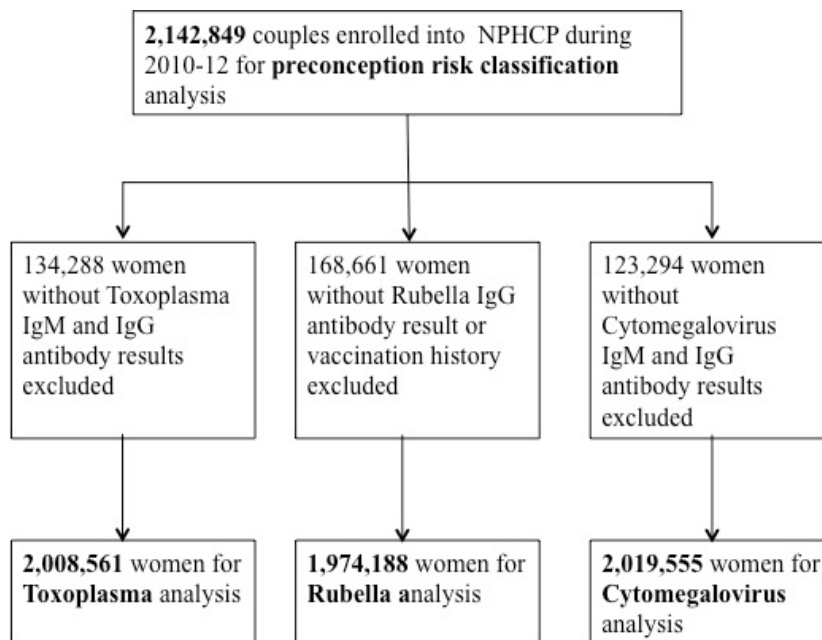 2,142,849 couples enrolled into NPHCP during
2010-12 for preconception risk classification
analysis
134,288 women
without Toxoplasma
IgM and IgG
antibody results
excluded
168,661 women
without Rubella IgG
antibody result or
vaccination history
excluded
123,294 women
without
Cytomegalovirus
IgM and IgG
antibody results
excluded
2,008,561 women for
Toxoplasma analysis
1,974,188 women for
Rubella analysis
2,019,555 women for
Cytomegalovirus
analysis